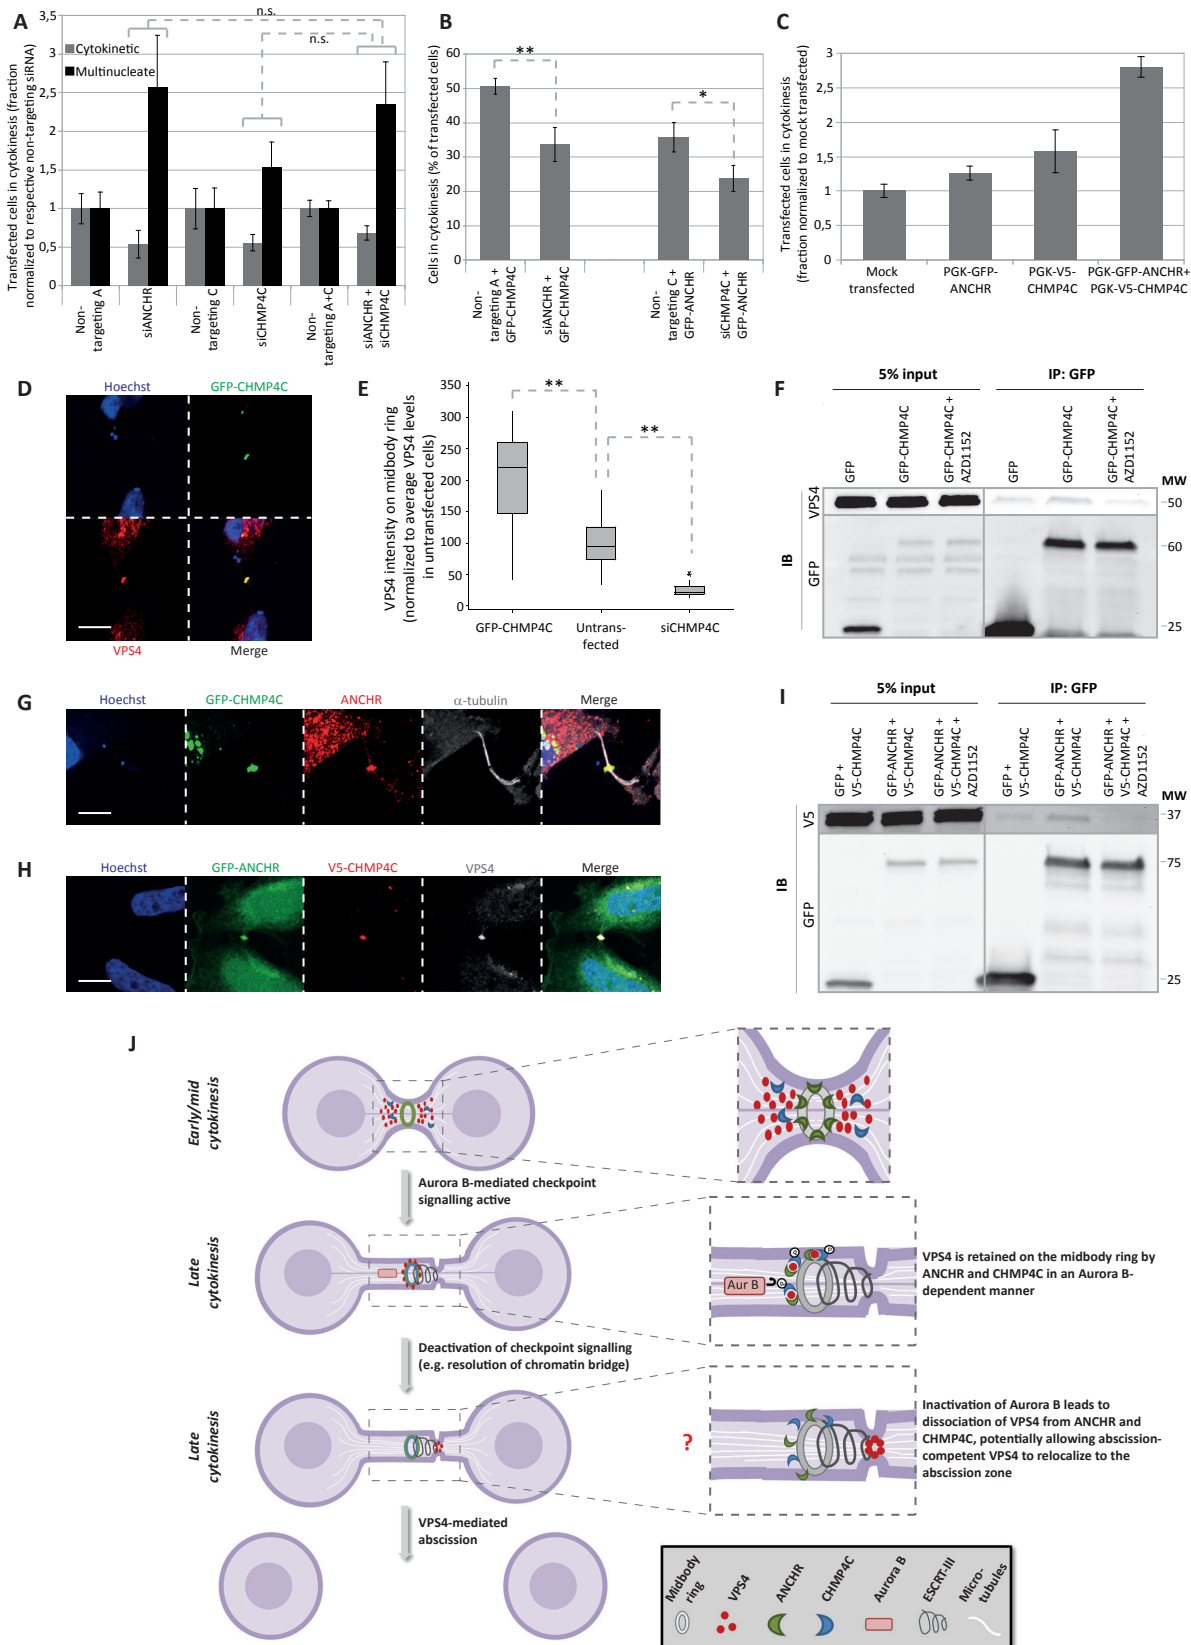 A
Transfected cells in cytokinesis (fraction
normalized to respective non-targeting siRNA)
3,5
3
2,5
2
1,5
1
0,5
0
Cytokinetic
Multinucleate
n.s.
n.s.
Non-
targeting A
siANCHR
Non-
targeting C
siCHMP4C
Non-
targeting A+C
siANCHR +
siCHMP4C
B
Cells in cytokinesis (% of transfected cells)
60
50
40
30
20
10
0
**
*
Non-
targeting A +
GFP-CHMP4C
siANCHR +
GFP-CHMP4C
Non-
targeting C +
GFP-ANCHR
siCHMP4C +
GFP-ANCHR
C
Transfected cells in cytokinesis
(fraction normalized to mock transfected)
3
2,5
2
1,5
1
0,5
0
Mock
transfected
PGK-GFP-
ANCHR
PGK-V5-
CHMP4C
PGK-GFP-ANCHR+
PGK-V5-CHMP4C
D
Hoechst
GFP-CHMP4C
VPS4
Merge
E
VPS4 intensity on midbody ring
(normalized to average VPS4 levels
in untransfected cells)
350
300
250
200
150
100
50
0
**
**
GFP-CHMP4C
Untrans-
fected
siCHMP4C
F
5% input
IP: GFP
GFP
GFP-CHMP4C
GFP-CHMP4C +
AZD1152
GFP
GFP-CHMP4C
GFP-CHMP4C +
AZD1152
MW
VPS4
50
IB
GFP
60
25
G
Hoechst
GFP-CHMP4C
ANCHR
α-tubulin
Merge
H
Hoechst
GFP-ANCHR
V5-CHMP4C
VPS4
Merge
I
5% input
IP: GFP
GFP +
V5-CHMP4C
GFP-ANCHR +
V5-CHMP4C
GFP-ANCHR +
V5-CHMP4C +
AZD1152
GFP +
V5-CHMP4C
GFP-ANCHR +
V5-CHMP4C
GFP-ANCHR +
V5-CHMP4C +
AZD1152
MW
V5
37
IB
GFP
75
25
J
Early/mid
cytokinesis
Aurora B-mediated checkpoint
signalling active
Late
cytokinesis
Aur B
P
P
P
VPS4 is retained on the midbody ring by
ANCHR and CHMP4C in an Aurora B-
dependent manner
Deactivation of checkpoint signalling
(e.g. resolution of chromatin bridge)
Late
cytokinesis
?
Inactivation of Aurora B leads to
dissociation of VPS4 from ANCHR and
CHMP4C, potentially allowing abscission-
competent VPS4 to relocalize to the
abscission zone
VPS4-mediated
abscission
Midbody
ring
VPS4
ANCHR
CHMP4C
Aurora B
ESCRT-III
Micro-
tubules